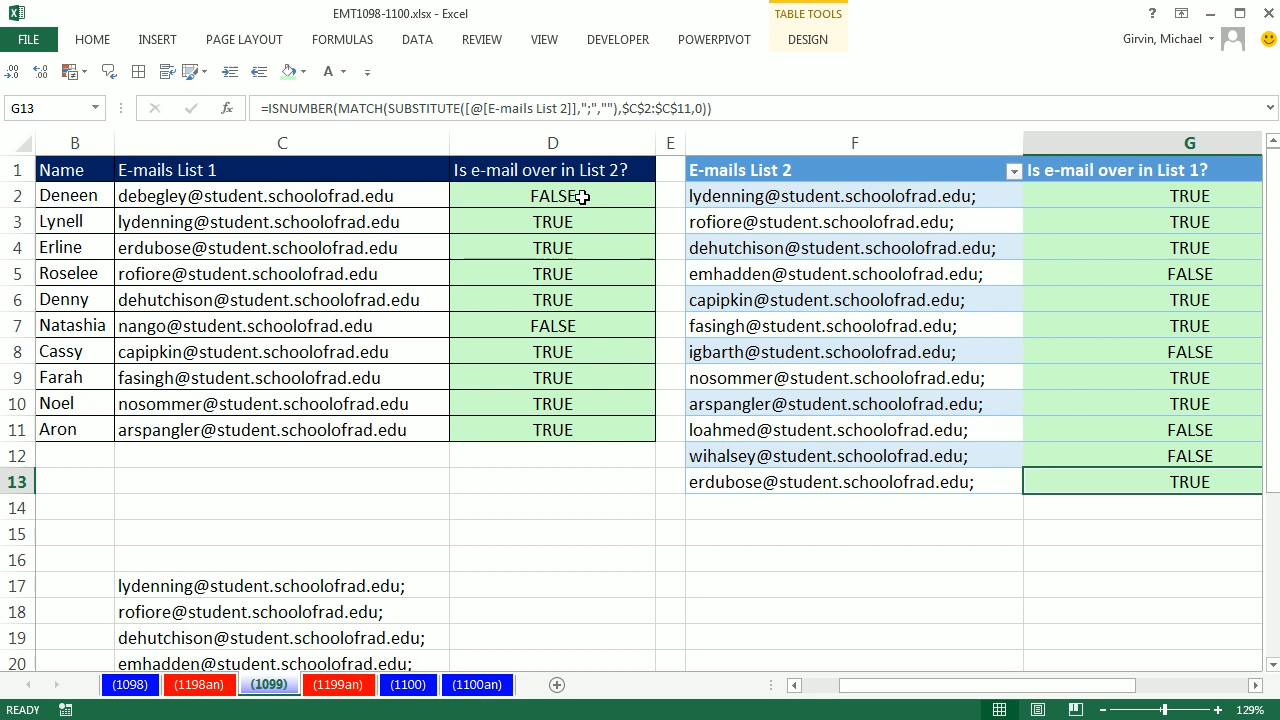 EMT1098-1100.xlsx - Excel
TABLE TOOLS
?
FILE HOME INSERT PAGE LAYOUT FORMULAS DATA REVIEW VIEW DEVELOPER POWERPIVOT DESIGN Girvin, Michael
G13 fx =ISNUMBER(MATCH(SUBSTITUTE([@[E-mails List 2]],";",""),$C$2:$C$11,0))
B C D E F G
1 Name E-mails List 1 Is e-mail over in List 2? E-mails List 2 Is e-mail over in List 1?
2 Deneen debegley@student.schoolofrad.edu FALSE lydenning@student.schoolofrad.edu; TRUE
3 Lynell lydenning@student.schoolofrad.edu TRUE rofiore@student.schoolofrad.edu; TRUE
4 Erline erdubose@student.schoolofrad.edu TRUE dehutchison@student.schoolofrad.edu; TRUE
5 Roselee rofiore@student.schoolofrad.edu TRUE emhadden@student.schoolofrad.edu; FALSE
6 Denny dehutchison@student.schoolofrad.edu TRUE capipkin@student.schoolofrad.edu; TRUE
7 Natashia nango@student.schoolofrad.edu FALSE fasingh@student.schoolofrad.edu; TRUE
8 Cassy capipkin@student.schoolofrad.edu TRUE igbarth@student.schoolofrad.edu; FALSE
9 Farah fasingh@student.schoolofrad.edu TRUE nosommer@student.schoolofrad.edu; TRUE
10 Noel nosommer@student.schoolofrad.edu TRUE arspangler@student.schoolofrad.edu; TRUE
11 Aron arspangler@student.schoolofrad.edu TRUE loahmed@student.schoolofrad.edu; FALSE
12 wihalsey@student.schoolofrad.edu; FALSE
13 erdubose@student.schoolofrad.edu; TRUE
14
15
16
17 lydenning@student.schoolofrad.edu;
18 rofiore@student.schoolofrad.edu;
19 dehutchison@student.schoolofrad.edu;
20 emhadden@student.schoolofrad.edu;
(1098) (1198an) (1099) (1199an) (1100) (1100an)
READY 129%